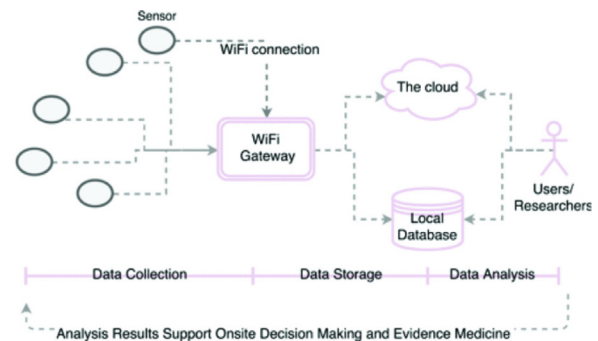 Sensor
WiFi connection
The cloud
WiFi
Gateway
Users/
Researchers
Local
Database
Data Collection
Data Storage
Data Analysis
Analysis Results Support Onsite Decision Making and Evidence Medicine